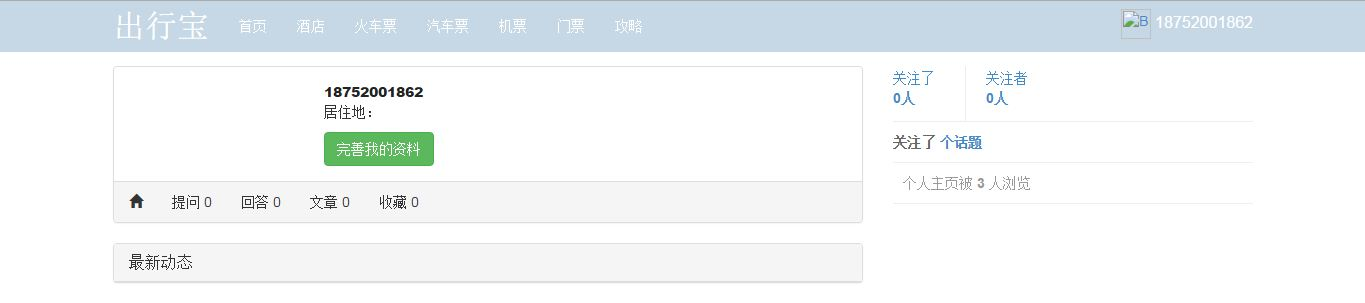 出行宝 首页 酒店 火车票 汽车票 机票 门票 攻略 B 18752001862
18752001862
居住地：
完善我的资料
提问 0 回答 0 文章 0 收藏 0
最新动态
关注了 关注者
0人 0人
关注了 个话题
个人主页被 3 人浏览